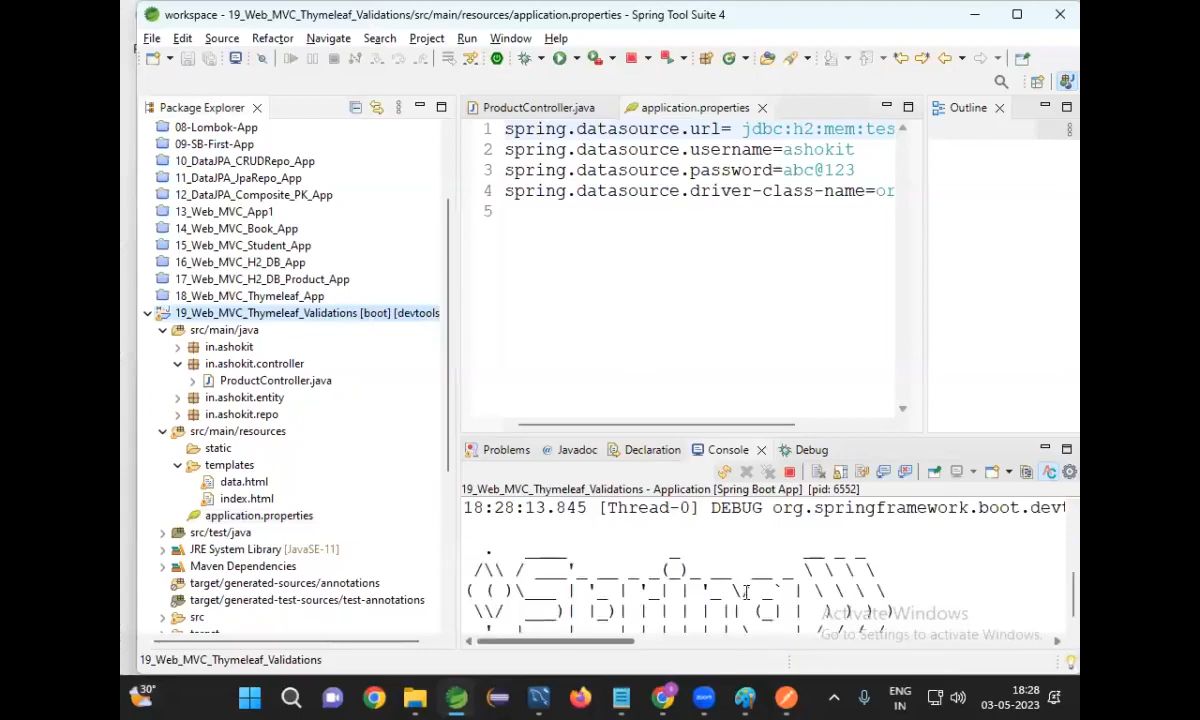 workspace - 19_Web_MVC_Thymeleaf_Validations/src/main/resources/application.properties - Spring Tool Suite 4
File Edit Source Refactor Navigate Search Project Run Window Help
Package Explorer
08-Lombok-App
09-SB-First-App
10_DataJPA_CRUDRepo_App
11_DataJPA_JpaRepo_App
12_DataJPA_Composite_PK_App
13_Web_MVC_App1
14_Web_MVC_Book_App
15_Web_MVC_Student_App
16_Web_MVC_H2_DB_App
17_Web_MVC_H2_DB_Product_App
18_Web_MVC_Thymeleaf_App
19_Web_MVC_Thymeleaf_Validations [boot] [devtools
src/main/java
in.ashokit
in.ashokit.controller
ProductController.java
in.ashokit.entity
in.ashokit.repo
src/main/resources
static
templates
data.html
index.html
application.properties
src/test/java
JRE System Library [JavaSE-11]
Maven Dependencies
target/generated-sources/annotations
target/generated-test-sources/test-annotations
src
ProductController.java application.properties
1 spring.datasource.url= jdbc:h2:mem:tes
2 spring.datasource.username=ashokit
3 spring.datasource.password=abc@123
4 spring.datasource.driver-class-name=or
5
Outline
Problems @ Javadoc Declaration Console Debug
19_Web_MVC_Thymeleaf_Validations - Application [Spring Boot App] [pid: 6552]
18:28:13.845 [Thread-0] DEBUG org.springframework.boot.devt
Activate Windows
Go to Settings to activate Windows.
19_Web_MVC_Thymeleaf_Validations
30°
ENG
IN
18:28
03-05-2023